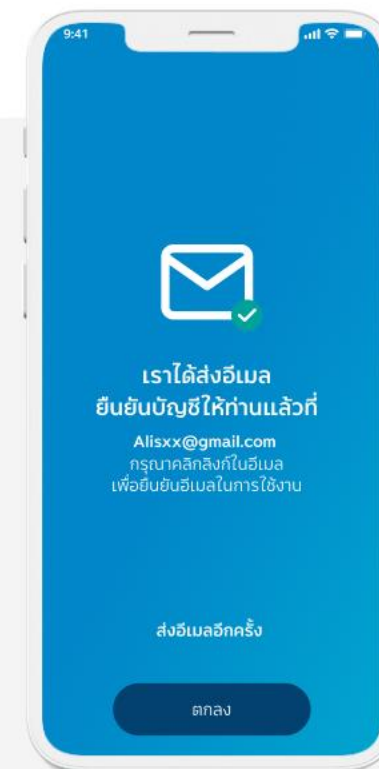 9:41
เราได้ส่งอีเมล
ยืนยันบัญชีให้ท่านแล้วที่
Alisxx@gmail.com
กรุณาคลิกลิงก์ในอีเมล
เพื่อยืนยันอีเมลในการใช้งาน
ส่งอีเมลอีกครั้ง
ตกลง